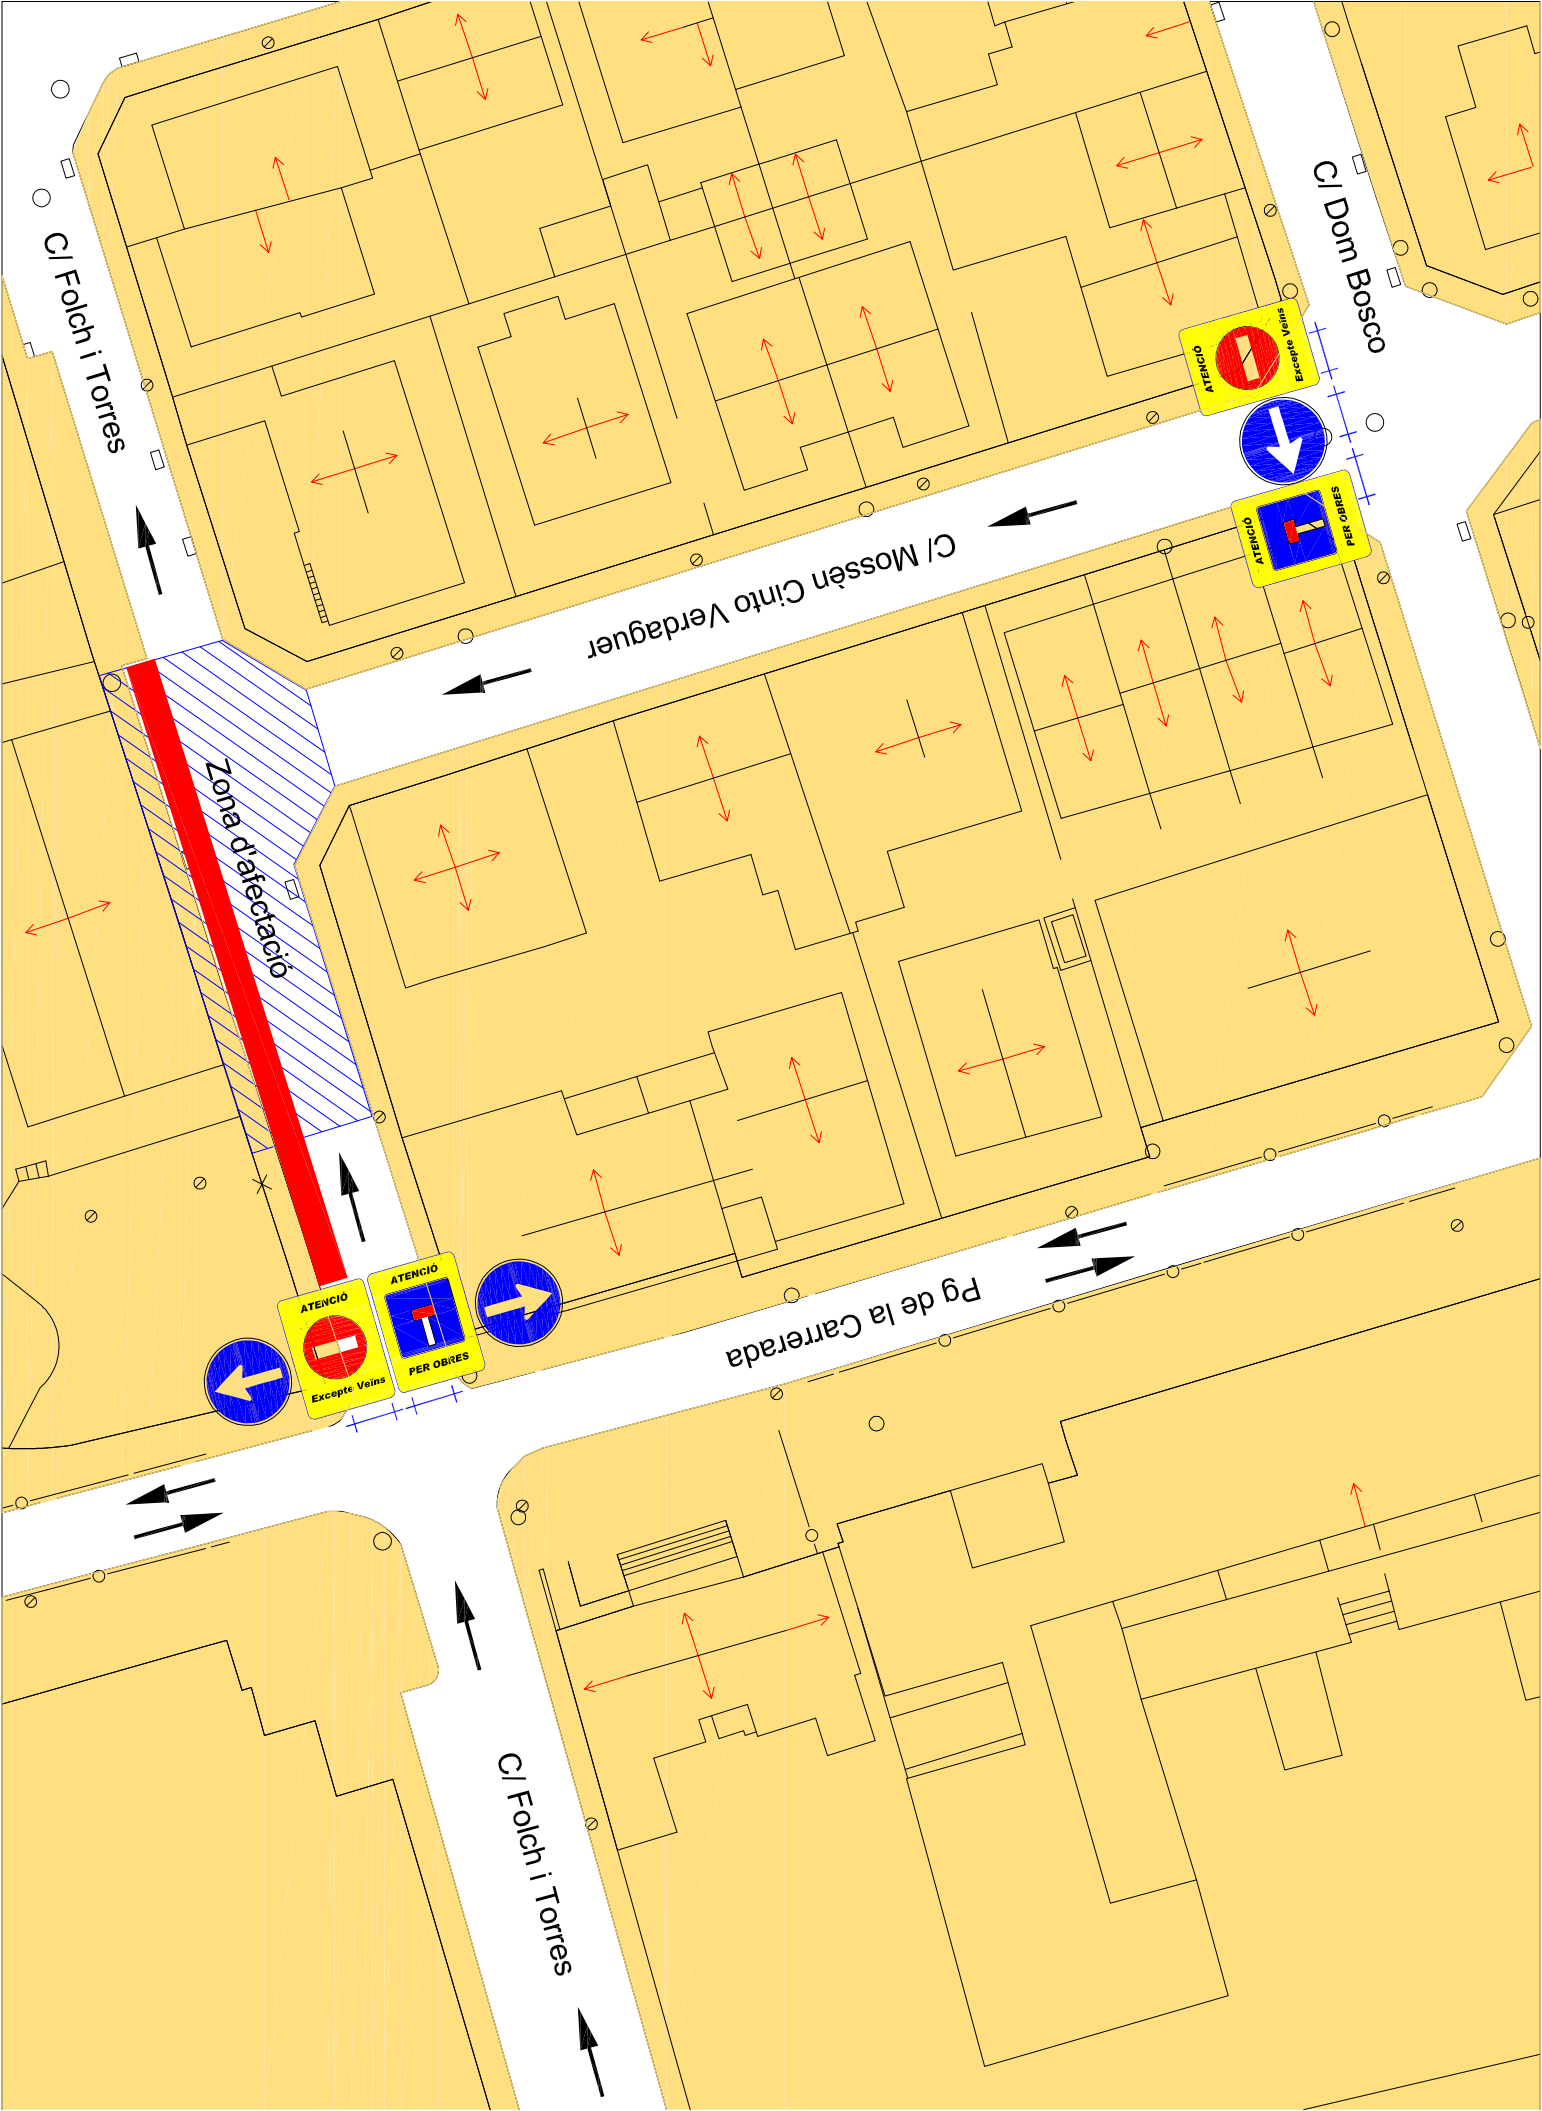 C/ Folch i Torres
C/ Dom Bosco
ATENCIÓ
Excepte Veïns
ATENCIÓ
PER OBRES
C/ Mossèn Cinto Verdaguer
Zona d'afectació
ATENCIÓ
Excepte Veïns
ATENCIÓ
PER OBRES
Pg de la Carrerada
C/ Folch i Torres